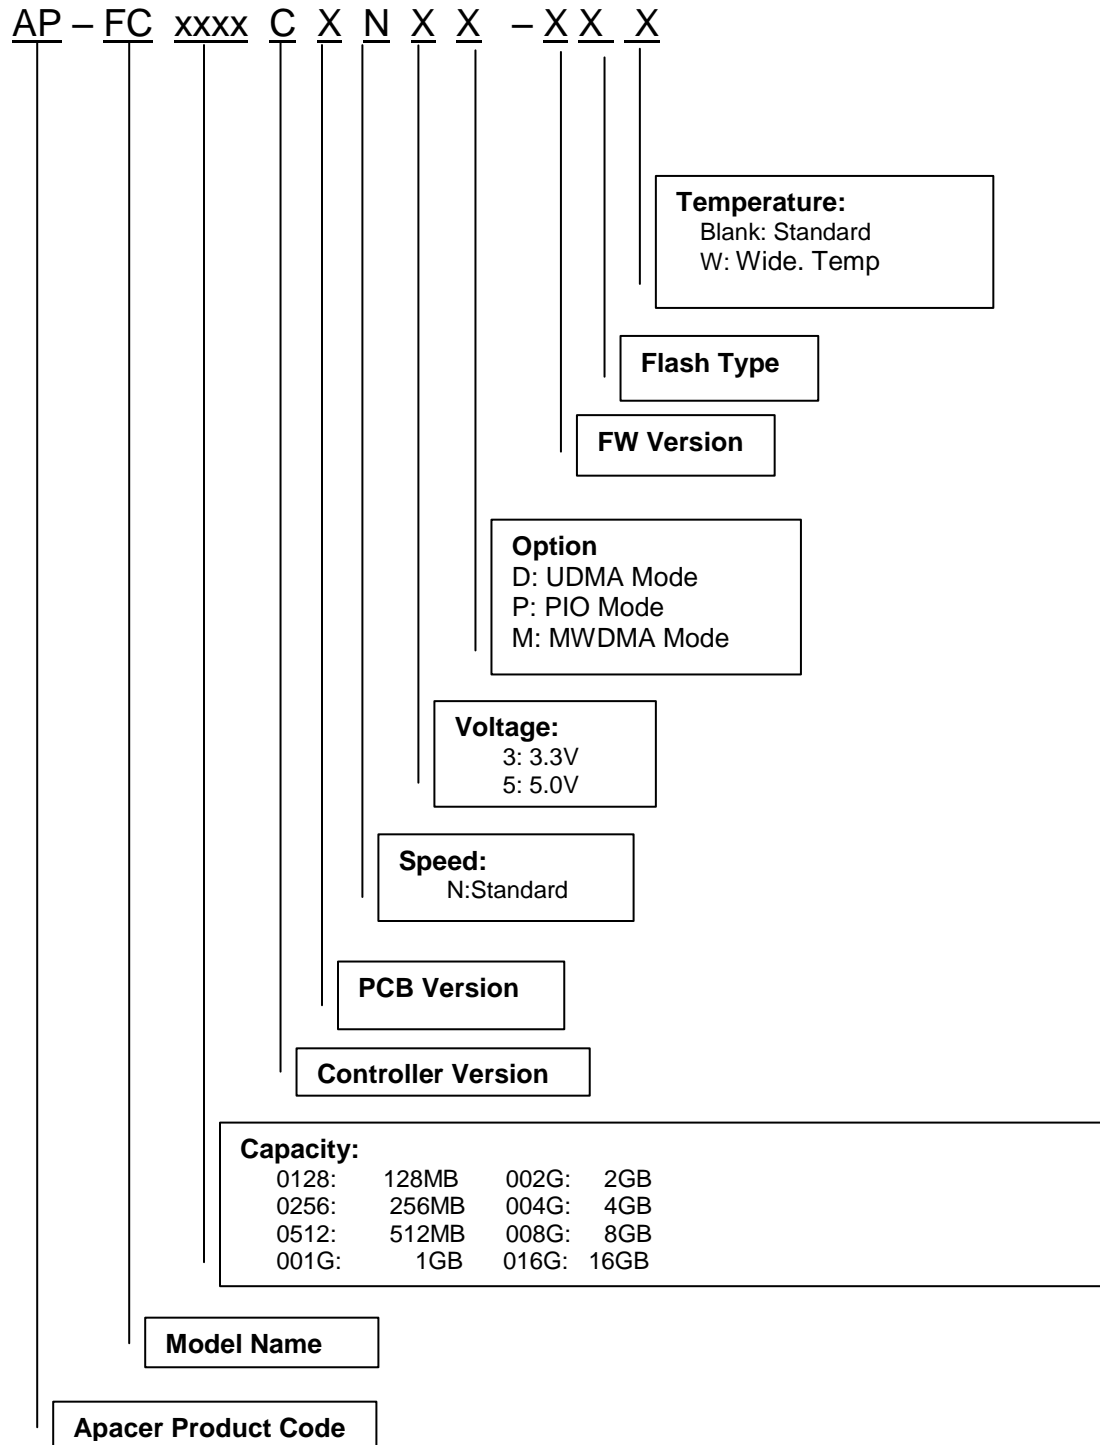 AP – FC xxxx C X N X X – X X X
Temperature:
Blank: Standard
W: Wide. Temp
Flash Type
FW Version
Option
D: UDMA Mode
P: PIO Mode
M: MWDMA Mode
Voltage:
3: 3.3V
5: 5.0V
Speed:
N:Standard
PCB Version
Controller Version
Capacity:
0128: 128MB 002G: 2GB
0256: 256MB 004G: 4GB
0512: 512MB 008G: 8GB
001G: 1GB 016G: 16GB
Model Name
Apacer Product Code